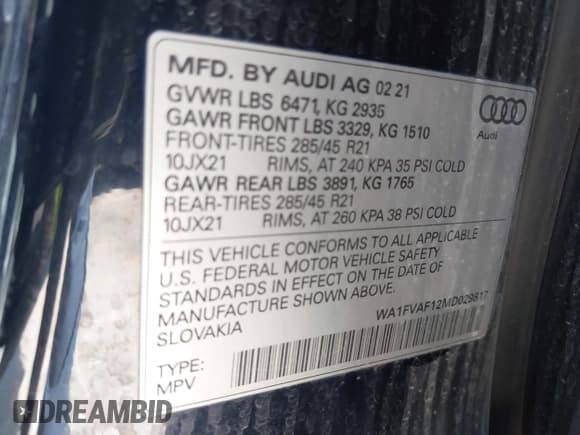 MFD. BY AUDI AG 02 21
GVWR LBS 6471, KG 2935
GAWR FRONT LBS 3329, KG 1510
FRONT-TIRES 285/45 R21
10JX21 RIMS, AT 240 KPA 35 PSI COLD
GAWR REAR LBS 3891, KG 1765
REAR-TIRES 285/45 R21
10JX21 RIMS, AT 260 KPA 38 PSI COLD
Audi
THIS VEHICLE CONFORMS TO ALL APPLICABLE
U.S. FEDERAL MOTOR VEHICLE SAFETY
STANDARDS IN EFFECT ON THE DATE OF
MANUFACTURE SHOWN ABOVE.
SLOVAKIA
WA1FVAF12MD029817
TYPE:
MPV
DREAMBID